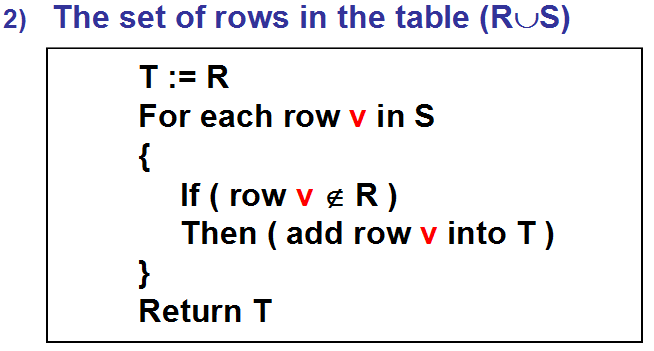 2) The set of rows in the table (R∪S)
T := R
For each row v in S
{
If ( row v ∉ R )
Then ( add row v into T )
}
Return T